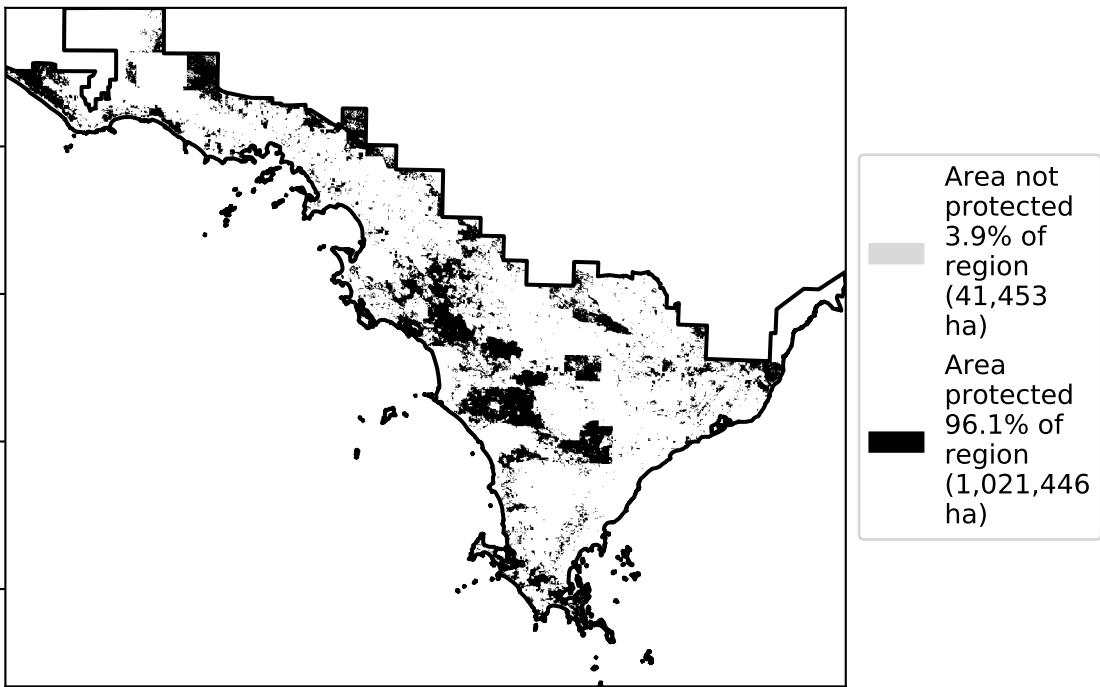 Area not
protected
3.9% of
region
(41,453
ha)
Area
protected
96.1% of
region
(1,021,446
ha)